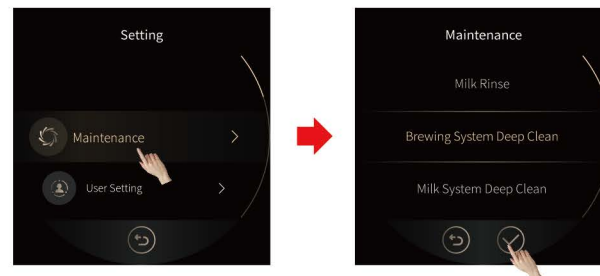 Setting
Maintenance
User Setting
Maintenance
Milk Rinse
Brewing System Deep Clean
Milk System Deep Clean